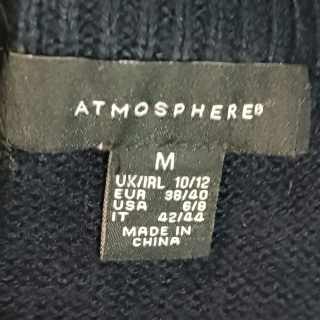 ATMOSPHERE®
M
UK/IRL 10/12
EUR 38/40
USA 6/8
IT 42/44
MADE IN
CHINA